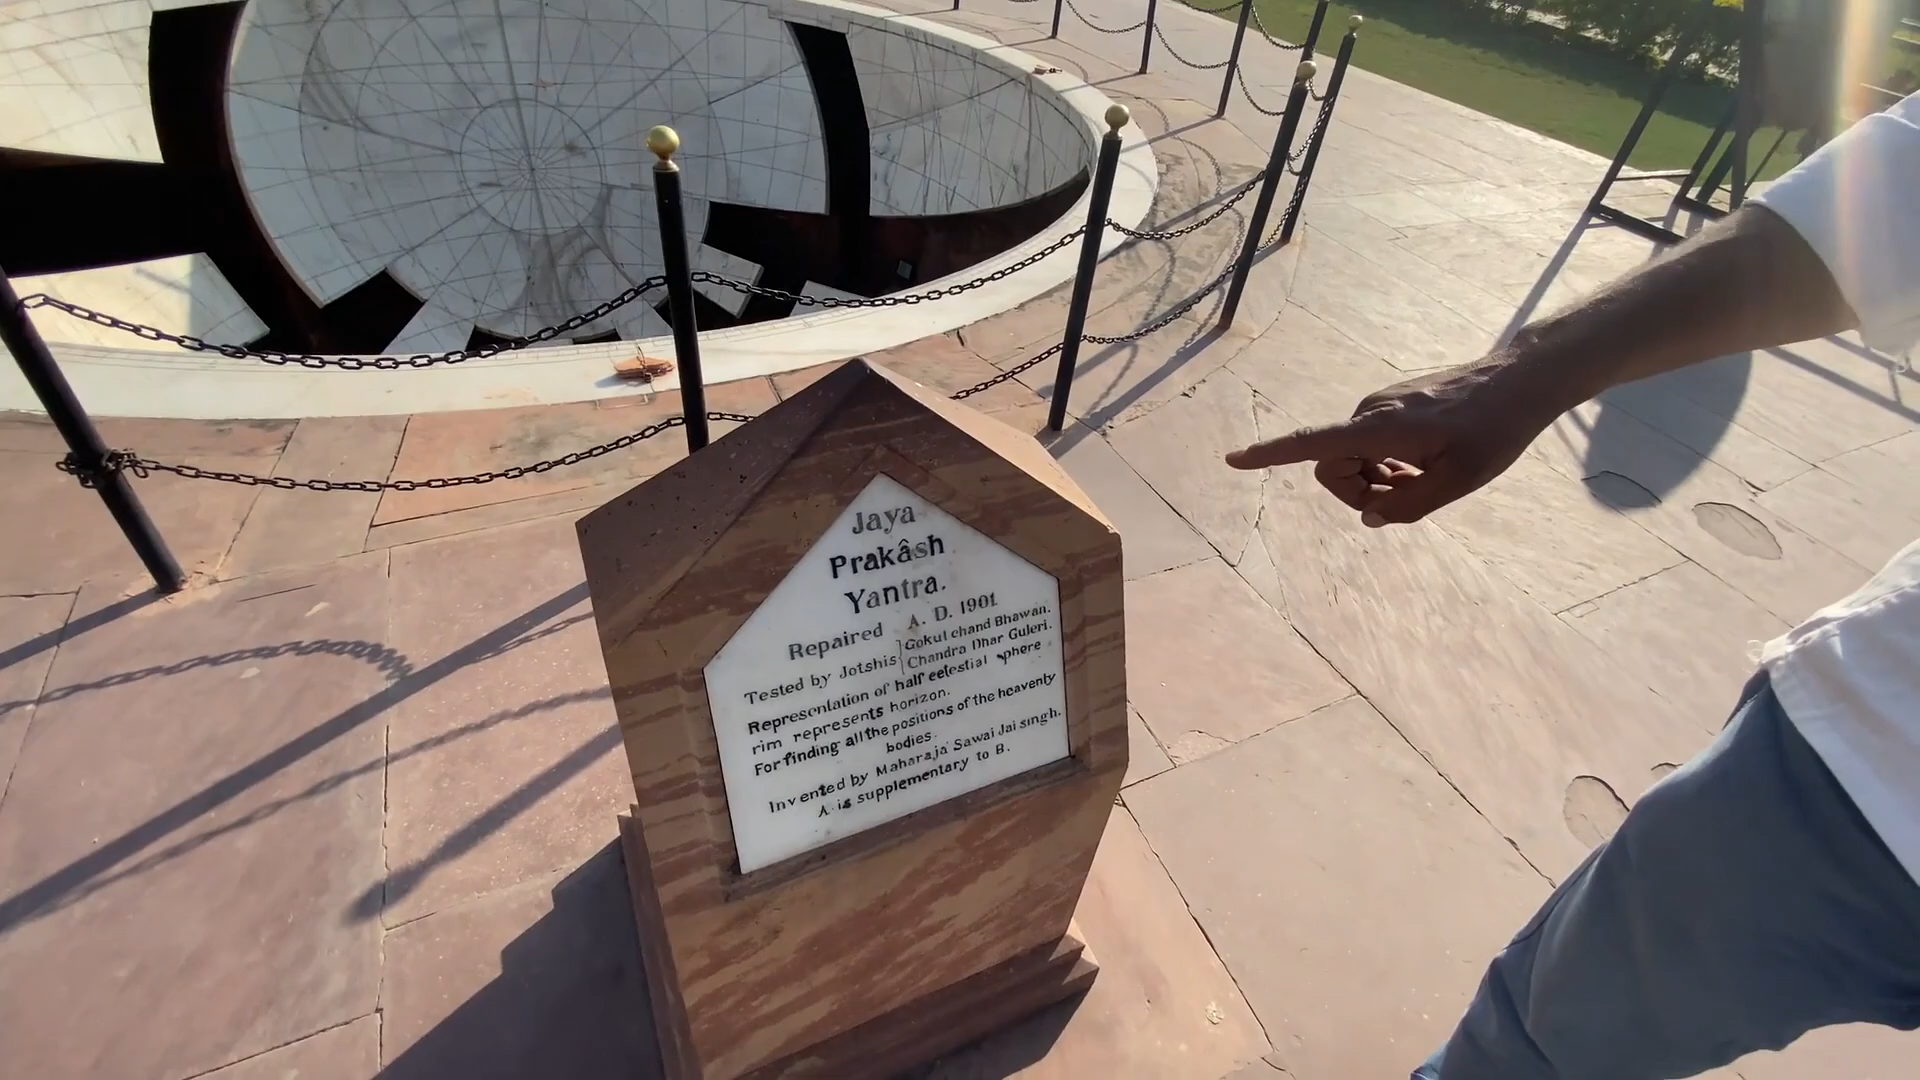 Jaya
Prakâsh
Yantra.
Repaired A. D. 1901
Tested by Jotshis { Gokul chand Bhawan.
Chandra Dhar Guleri.
Representation of half celestial sphere
rim represents horizon.
For finding all the positions of the heavenly
bodies.
Invented by Maharaja Sawai Jai singh.
A is supplementary to B.